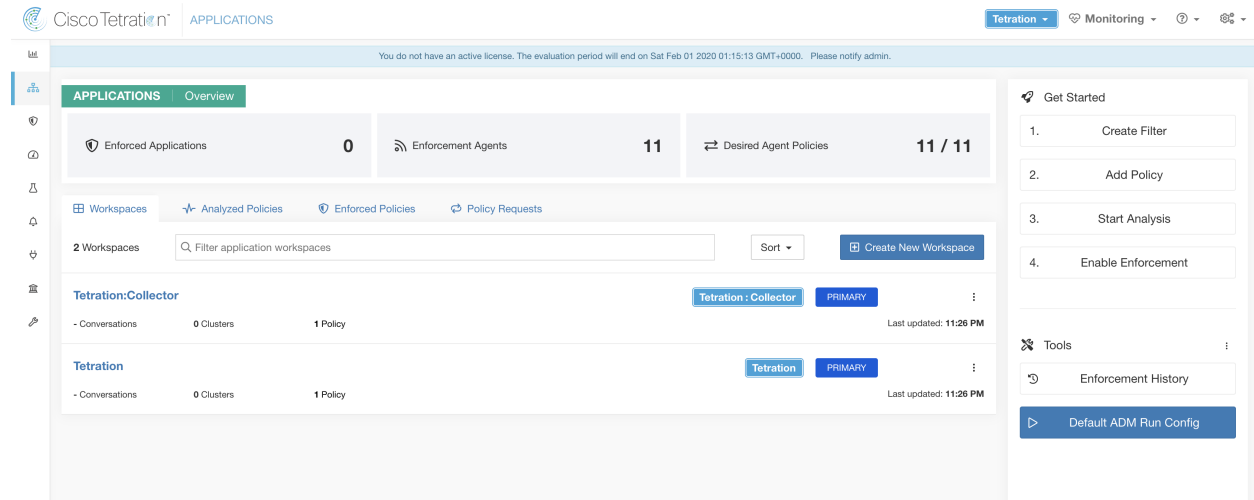 Cisco Tetration™ APPLICATIONS Tetration Monitoring
You do not have an active license. The evaluation period will end on Sat Feb 01 2020 01:15:13 GMT+0000. Please notify admin.
APPLICATIONS Overview
Enforced Applications 0 Enforcement Agents 11 Desired Agent Policies 11 / 11
Workspaces Analyzed Policies Enforced Policies Policy Requests
2 Workspaces Filter application workspaces Sort Create New Workspace
Tetration:Collector Tetration : Collector PRIMARY
- Conversations 0 Clusters 1 Policy Last updated: 11:26 PM
Tetration Tetration PRIMARY
- Conversations 0 Clusters 1 Policy Last updated: 11:26 PM
Get Started
1. Create Filter
2. Add Policy
3. Start Analysis
4. Enable Enforcement
Tools
Enforcement History
Default ADM Run Config